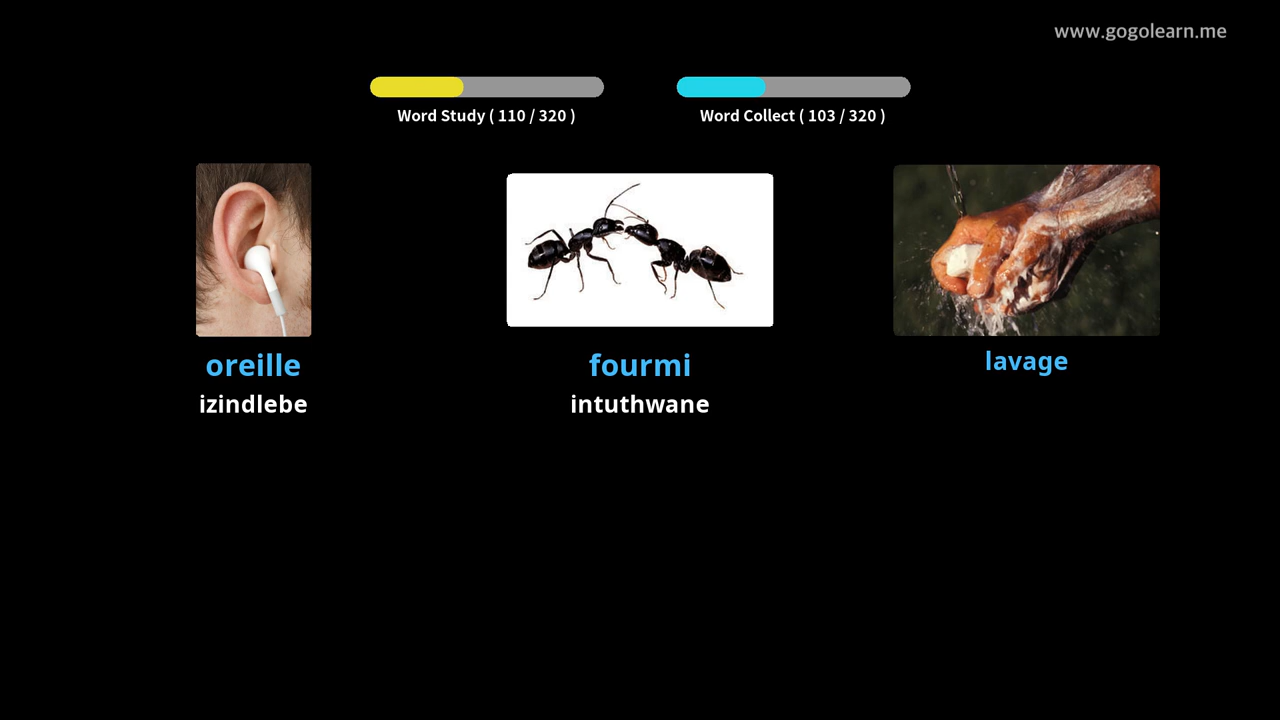 www.gogolearn.me
Word Study ( 110 / 320 )
Word Collect ( 103 / 320 )
oreille
izindlebe
fourmi
intuthwane
lavage